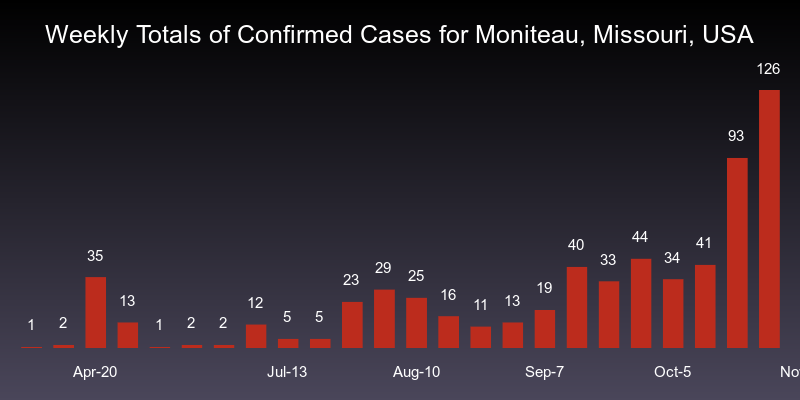 Weekly Totals of Confirmed Cases for Moniteau, Missouri, USA
1 2 35 13 1 2 2 12 5 5 23 29 25 16 11 13 19 40 33 44 34 41 93 126
Apr-20 Jul-13 Aug-10 Sep-7 Oct-5 No